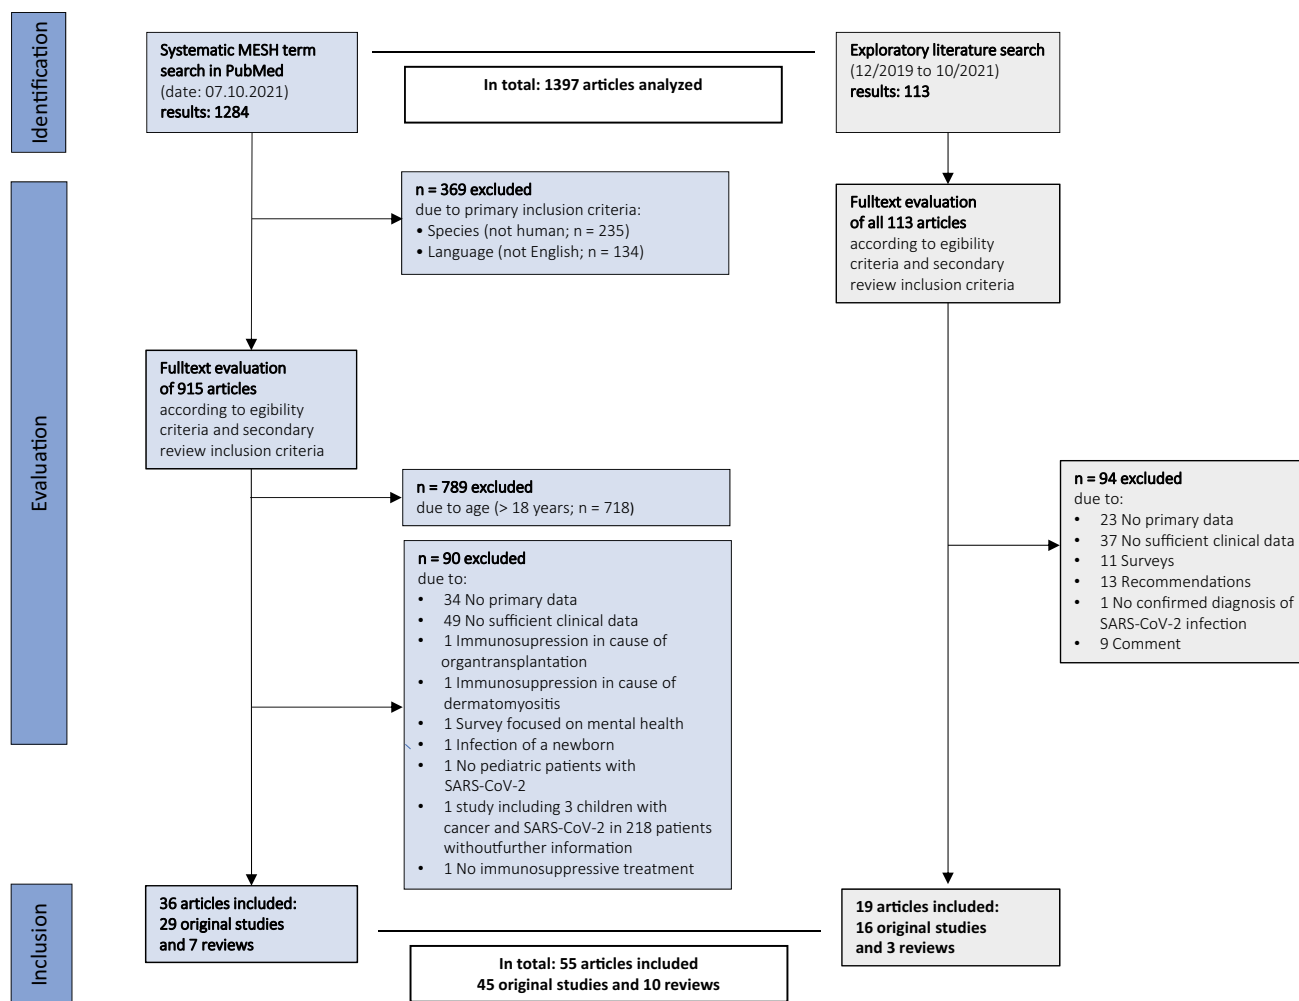 Identification
Systematic MESH term
search in PubMed
(date: 07.10.2021)
results: 1284
In total: 1397 articles analyzed
Exploratory literature search
(12/2019 to 10/2021)
results: 113
Evaluation
n = 369 excluded
due to primary inclusion criteria:
• Species (not human; n = 235)
• Language (not English; n = 134)
Fulltext evaluation
of all 113 articles
according to egibility
criteria and secondary
review inclusion criteria
Fulltext evaluation
of 915 articles
according to egibility
criteria and secondary
review inclusion criteria
n = 789 excluded
due to age (> 18 years; n = 718)
n = 90 excluded
due to:
• 34 No primary data
• 49 No sufficient clinical data
• 1 Immunosupression in cause of
organtransplantation
• 1 Immunosuppression in cause of
dermatomyositis
• 1 Survey focused on mental health
• 1 Infection of a newborn
• 1 No pediatric patients with
SARS-CoV-2
• 1 study including 3 children with
cancer and SARS-CoV-2 in 218 patients
withoutfurther information
• 1 No immunosuppressive treatment
n = 94 excluded
due to:
• 23 No primary data
• 37 No sufficient clinical data
• 11 Surveys
• 13 Recommendations
• 1 No confirmed diagnosis of
SARS-CoV-2 infection
• 9 Comment
Inclusion
36 articles included:
29 original studies
and 7 reviews
In total: 55 articles included
45 original studies and 10 reviews
19 articles included:
16 original studies
and 3 reviews